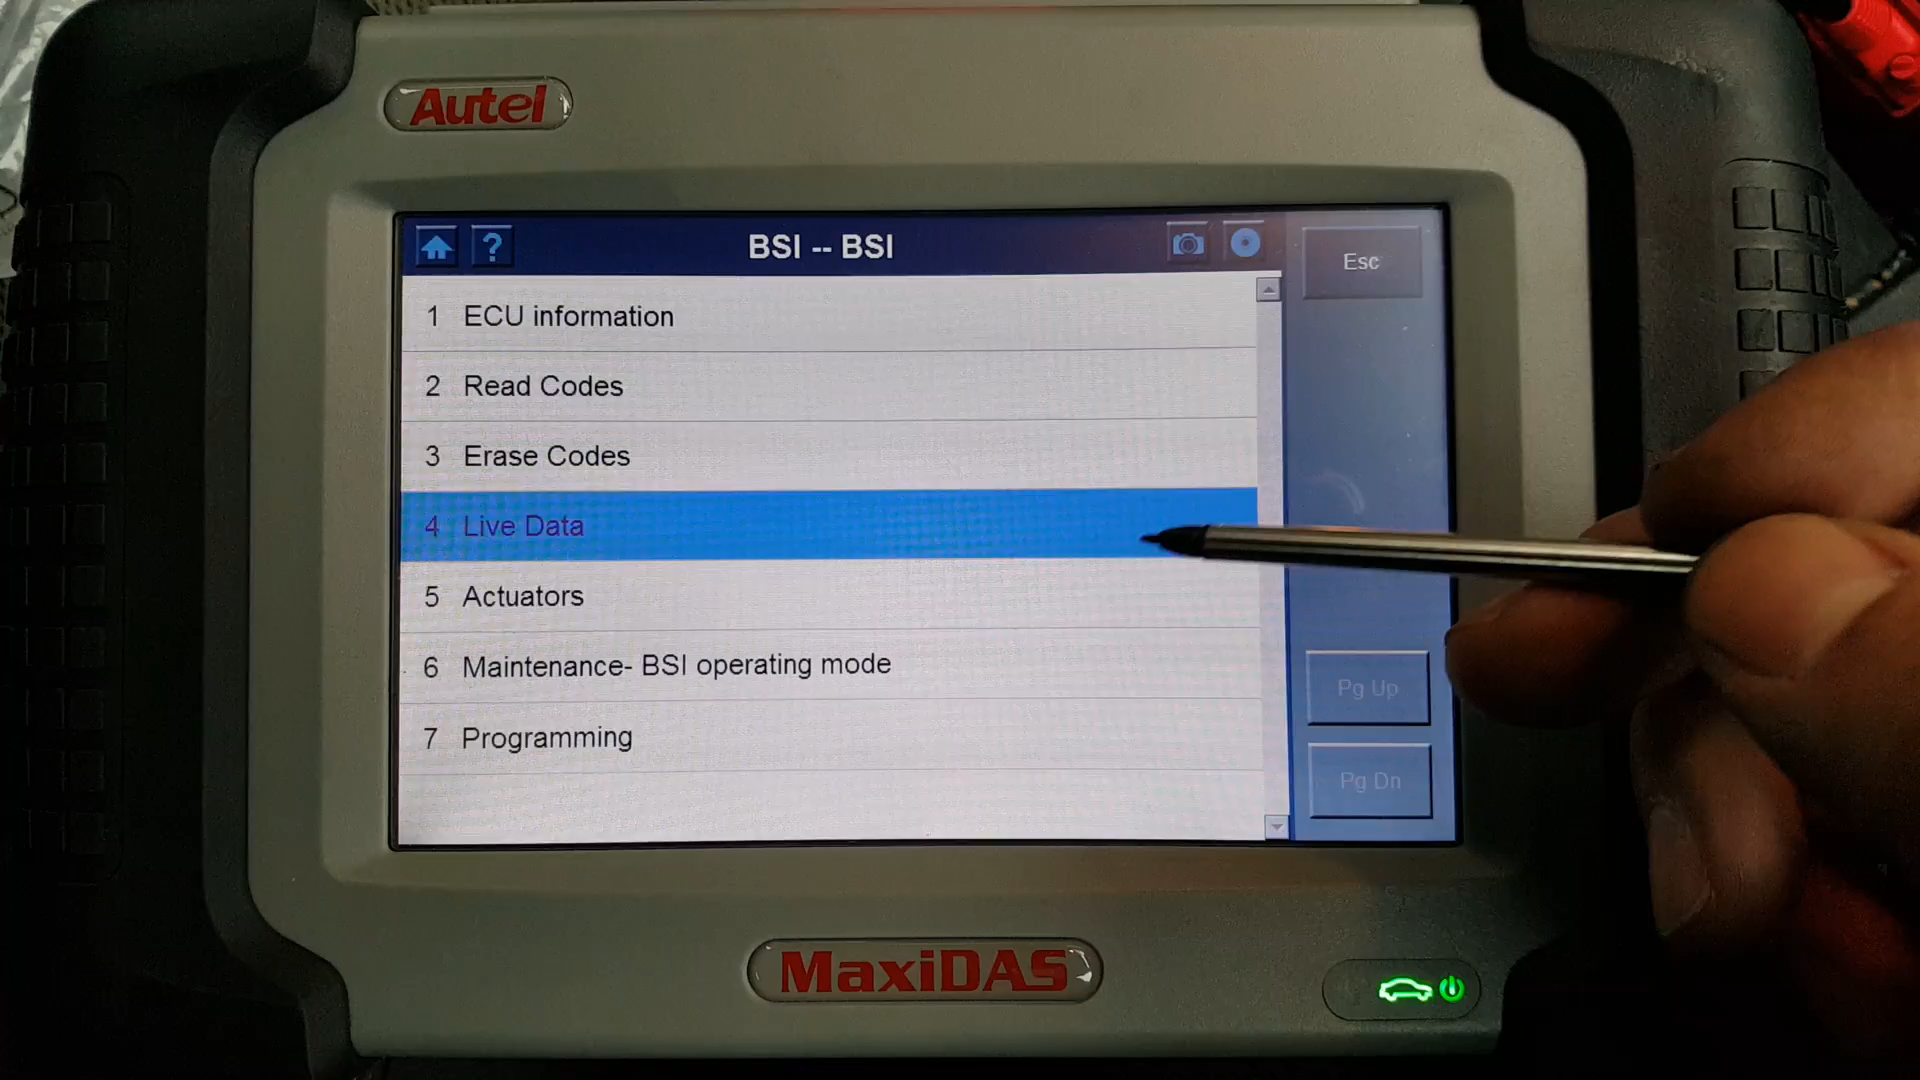 Autel
BSI -- BSI
Esc
1 ECU information
2 Read Codes
3 Erase Codes
4 Live Data
5 Actuators
6 Maintenance- BSI operating mode
7 Programming
Pg Up
Pg Dn
MaxiDAS